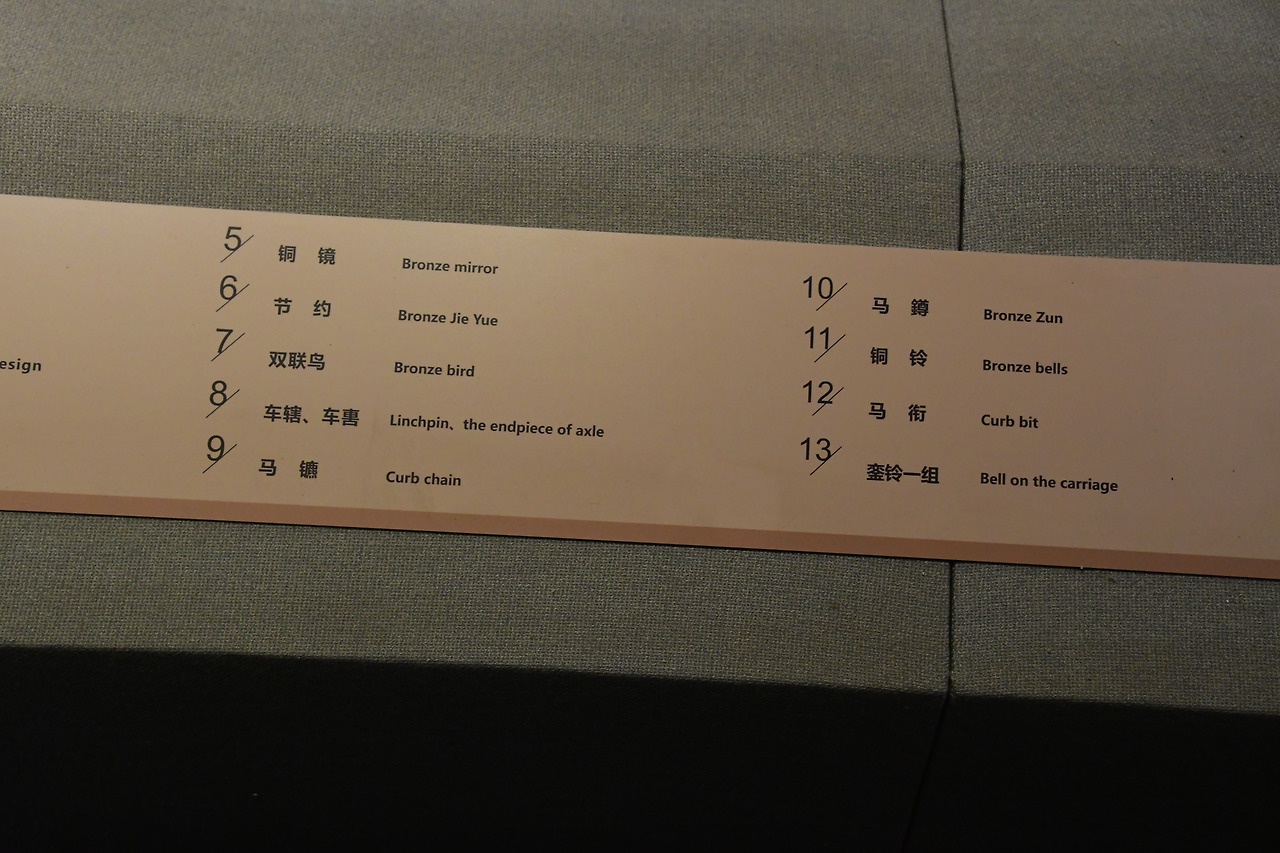 esign
5 铜 镜 Bronze mirror
6 节 约 Bronze Jie Yue
7 双联鸟 Bronze bird
8 车辖、车軎 Linchpin、the endpiece of axle
9 马 镳 Curb chain
10 马 鐏 Bronze Zun
11 铜 铃 Bronze bells
12 马 衔 Curb bit
13 銮铃一组 Bell on the carriage